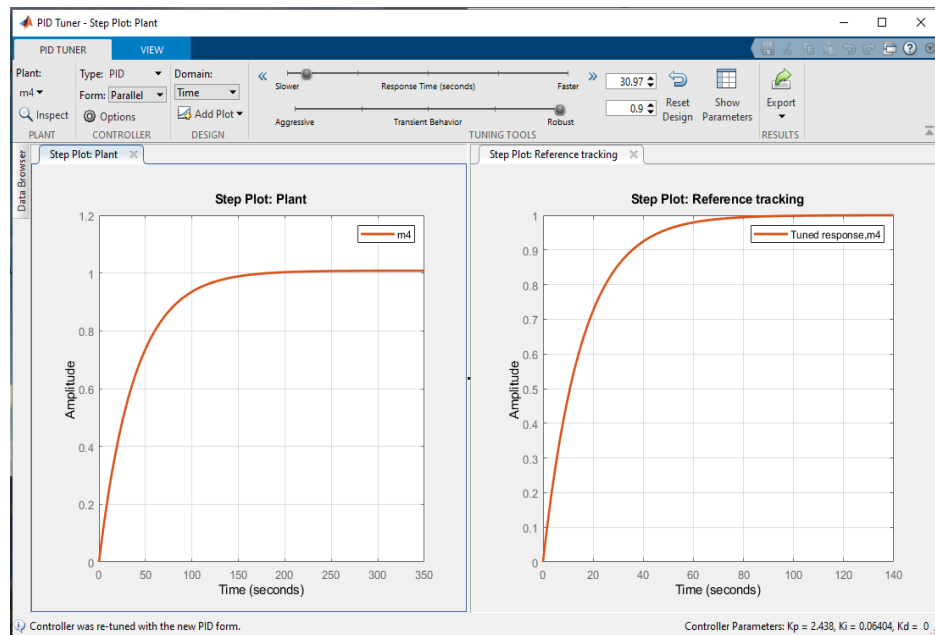 PID Tuner - Step Plot: Plant
PID TUNER VIEW
Plant: Type: PID Domain:
m4 Form: Parallel Time Slower Response Time (seconds) Faster 30.97 Reset Design Show Parameters Export
Inspect Options Add Plot Aggressive Transient Behavior Robust 0.9
PLANT CONTROLLER DESIGN TUNING TOOLS RESULTS
Data Browser
Step Plot: Plant
Step Plot: Plant
m4
1.2
1
0.8
0.6
0.4
0.2
0
Amplitude
0 50 100 150 200 250 300 350
Time (seconds)
Step Plot: Reference tracking
Step Plot: Reference tracking
Tuned response,m4
1
0.9
0.8
0.7
0.6
0.5
0.4
0.3
0.2
0.1
0
Amplitude
0 20 40 60 80 100 120 140
Time (seconds)
Controller was re-tuned with the new PID form. Controller Parameters: Kp = 2.438, Ki = 0.06404, Kd = 0